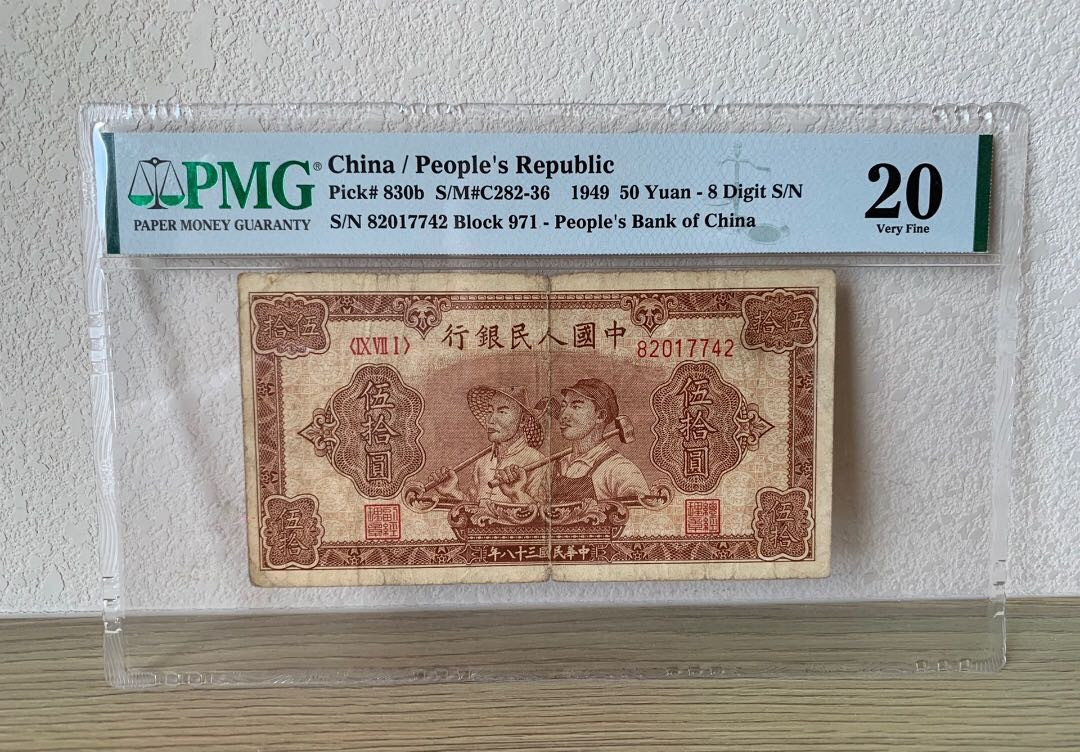 PMG®
PAPER MONEY GUARANTY
China / People's Republic
Pick# 830b S/M#C282-36 1949 50 Yuan - 8 Digit S/N
S/N 82017742 Block 971 - People's Bank of China
20
Very Fine
拾伍
拾伍
行銀民人國中
〈IX VII I〉
82017742
伍拾圓
伍拾圓
伍拾
伍拾
年八十三國民華中